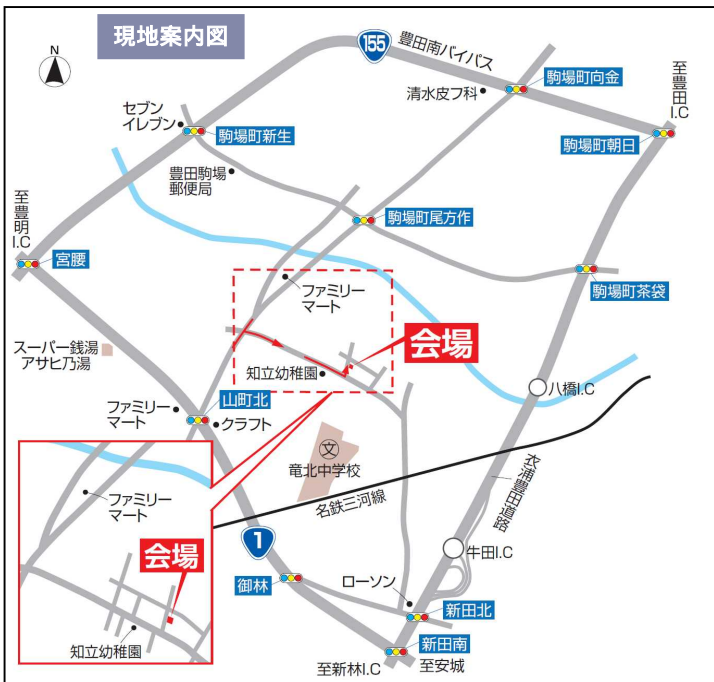 現地案内図
N
155
豊田南バイパス
駒場町向金
清水皮フ科
至豊田I.C
セブン
イレブン
駒場町新生
駒場町朝日
豊田駒場
郵便局
至豊明I.C
駒場町尾方作
宮腰
駒場町茶袋
ファミリー
マート
会場
スーパー銭湯
アサヒ乃湯
知立幼稚園
八橋I.C
ファミリー
マート
山町北
クラフト
文
竜北中学校
衣浦豊田道路
名鉄三河線
ファミリー
マート
1
会場
牛田I.C
御林
ローソン
新田北
知立幼稚園
新田南
至新林I.C
至安城